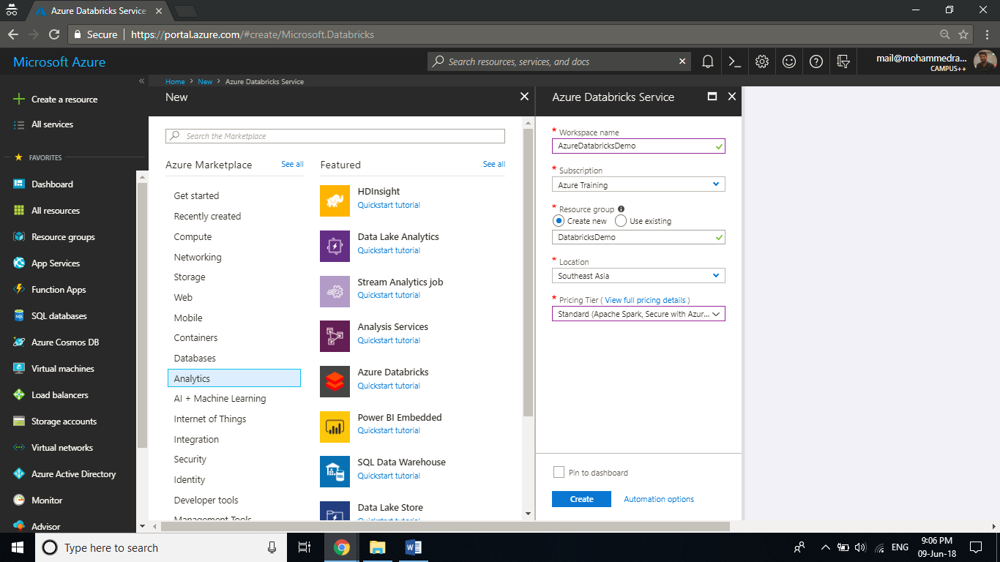 Azure Databricks Service
Secure | https://portal.azure.com/#create/Microsoft.Databricks
Microsoft Azure
Search resources, services, and docs
mail@mohammedra...
CAMPUS++
Home > New > Azure Databricks Service
Create a resource
All services
FAVORITES
Dashboard
All resources
Resource groups
App Services
Function Apps
SQL databases
Azure Cosmos DB
Virtual machines
Load balancers
Storage accounts
Virtual networks
Azure Active Directory
Monitor
Advisor
New
Search the Marketplace
Azure Marketplace
See all
Get started
Recently created
Compute
Networking
Storage
Web
Mobile
Containers
Databases
Analytics
AI + Machine Learning
Internet of Things
Integration
Security
Identity
Developer tools
Management Tools
Featured
See all
HDInsight
Quickstart tutorial
Data Lake Analytics
Quickstart tutorial
Stream Analytics job
Quickstart tutorial
Analysis Services
Quickstart tutorial
Azure Databricks
Quickstart tutorial
Power BI Embedded
Quickstart tutorial
SQL Data Warehouse
Quickstart tutorial
Data Lake Store
Quickstart tutorial
Azure Databricks Service
* Workspace name
AzureDatabricksDemo
* Subscription
Azure Training
* Resource group
Create new Use existing
DatabricksDemo
* Location
Southeast Asia
* Pricing Tier ( View full pricing details )
Standard (Apache Spark, Secure with Azur...
Pin to dashboard
Create Automation options
Type here to search
ENG
9:06 PM
09-Jun-18